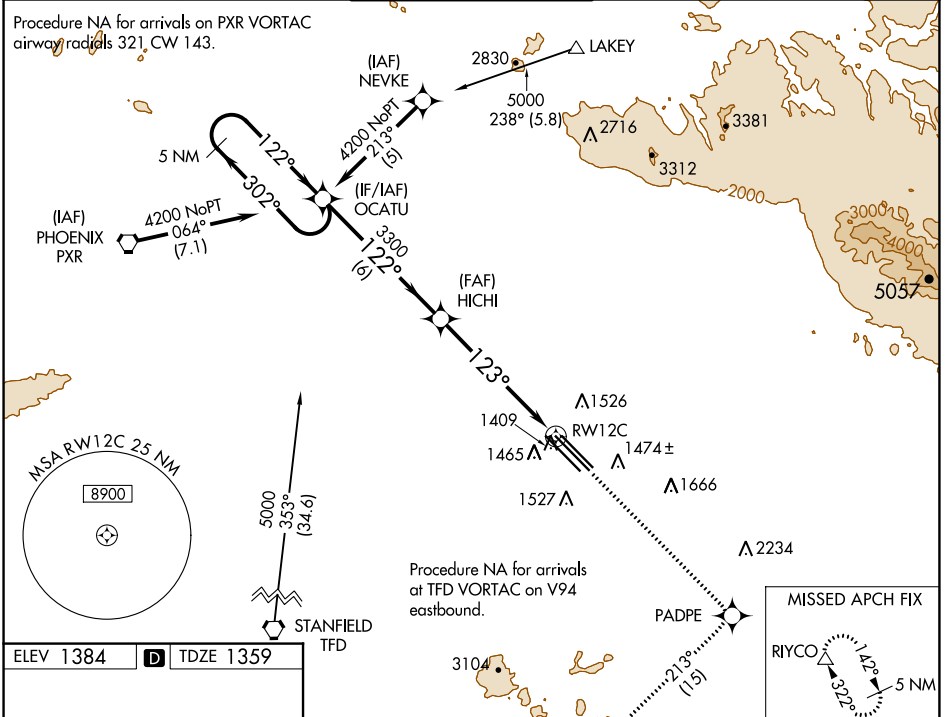 Procedure NA for arrivals on PXR VORTAC
airway radials 321 CW 143.
LAKEY
2830
(IAF)
NEVKE
5000
238° (5.8)
2716
3381
3312
4200 NoPT
213°
(5)
5 NM
122°
302°
(IF/IAF)
OCATU
2000
3000
4000
5057
(IAF)
PHOENIX
PXR
4200 NoPT
064°
(7.1)
3300
122°
(6)
(FAF)
HICHI
123°
1526
1409
RW12C
1465
1474±
1527
1666
MSA RW12C 25 NM
8900
5000
353°
(34.6)
2234
Procedure NA for arrivals
at TFD VORTAC on V94
eastbound.
PADPE
STANFIELD
TFD
MISSED APCH FIX
RIYCO
142°
322°
5 NM
213°
(15)
3104
ELEV 1384
D
TDZE 1359